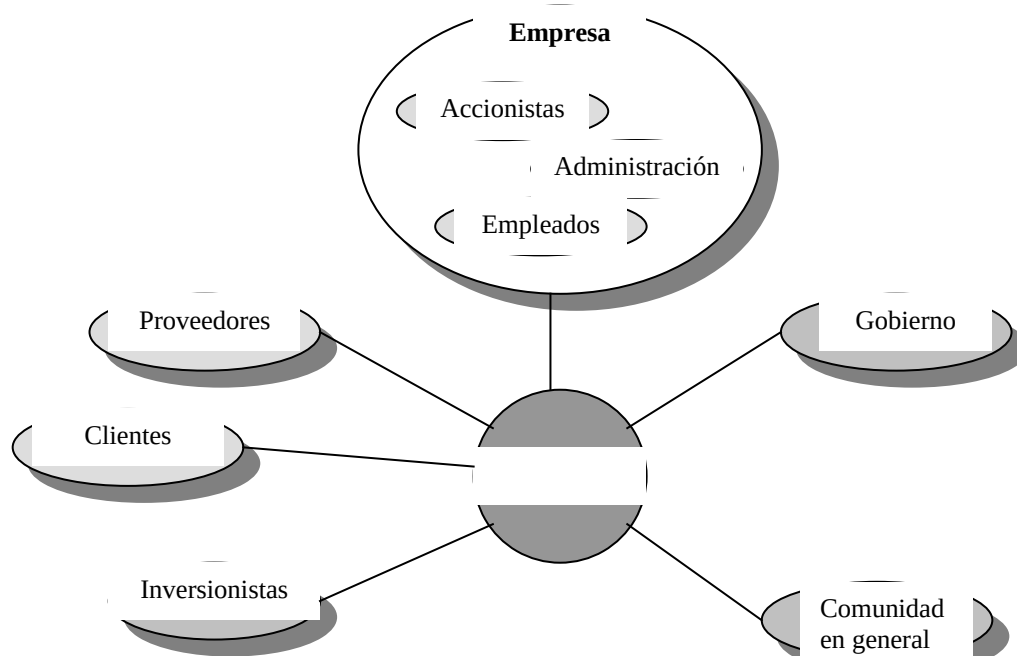 Empresa
Accionistas
Administración
Empleados
Proveedores
Gobierno
Clientes
Inversionistas
Comunidad
en general